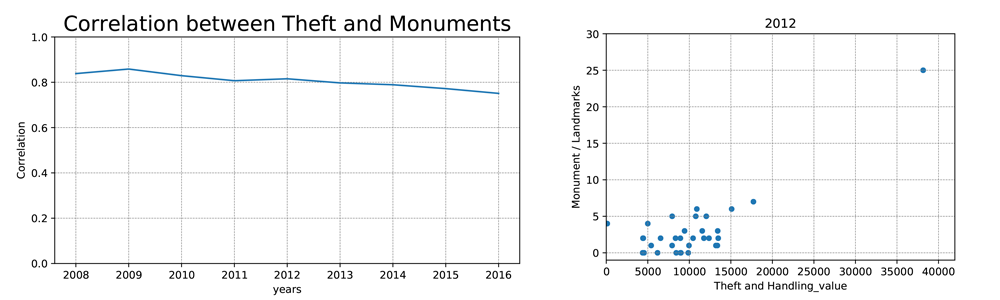 Correlation between Theft and Monuments
1.0
0.8
0.6
0.4
0.2
0.0
Correlation
2008 2009 2010 2011 2012 2013 2014 2015 2016
years
2012
30
25
20
15
10
5
0
Monument / Landmarks
0 5000 10000 15000 20000 25000 30000 35000 40000
Theft and Handling_value